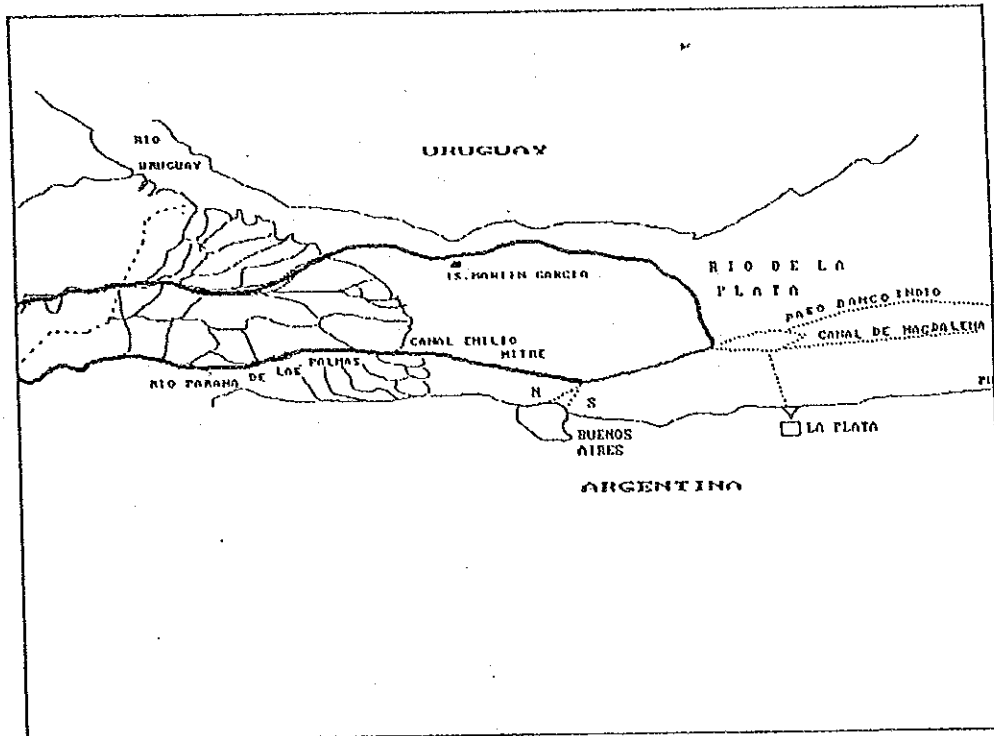 RIO
URUGUAY
URUGUAY
IS. MARTIN GARCIA
RIO DE LA
PLATA
PASO BANCO INDIO
CANAL DE MAGDALENA
CANAL EMILIO
MITRE
RIO PARANA DE LAS PALMAS
N
S
BUENOS
AIRES
LA PLATA
ARGENTINA